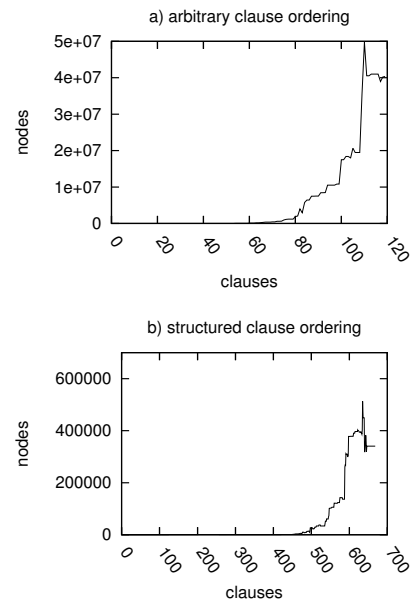 a) arbitrary clause ordering
5e+07
4e+07
3e+07
2e+07
1e+07
0
nodes
0 20 40 60 80 100 120
clauses
b) structured clause ordering
600000
400000
200000
0
nodes
0 100 200 300 400 500 600 700
clauses